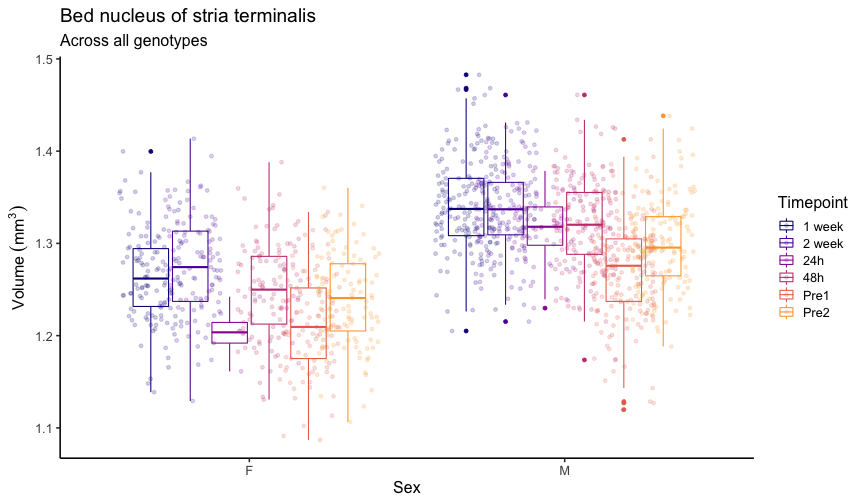 Bed nucleus of stria terminalis
Across all genotypes
1.5
1.4
1.3
1.2
1.1
Volume (mm³)
F
M
Sex
Timepoint
1 week
2 week
24h
48h
Pre1
Pre2